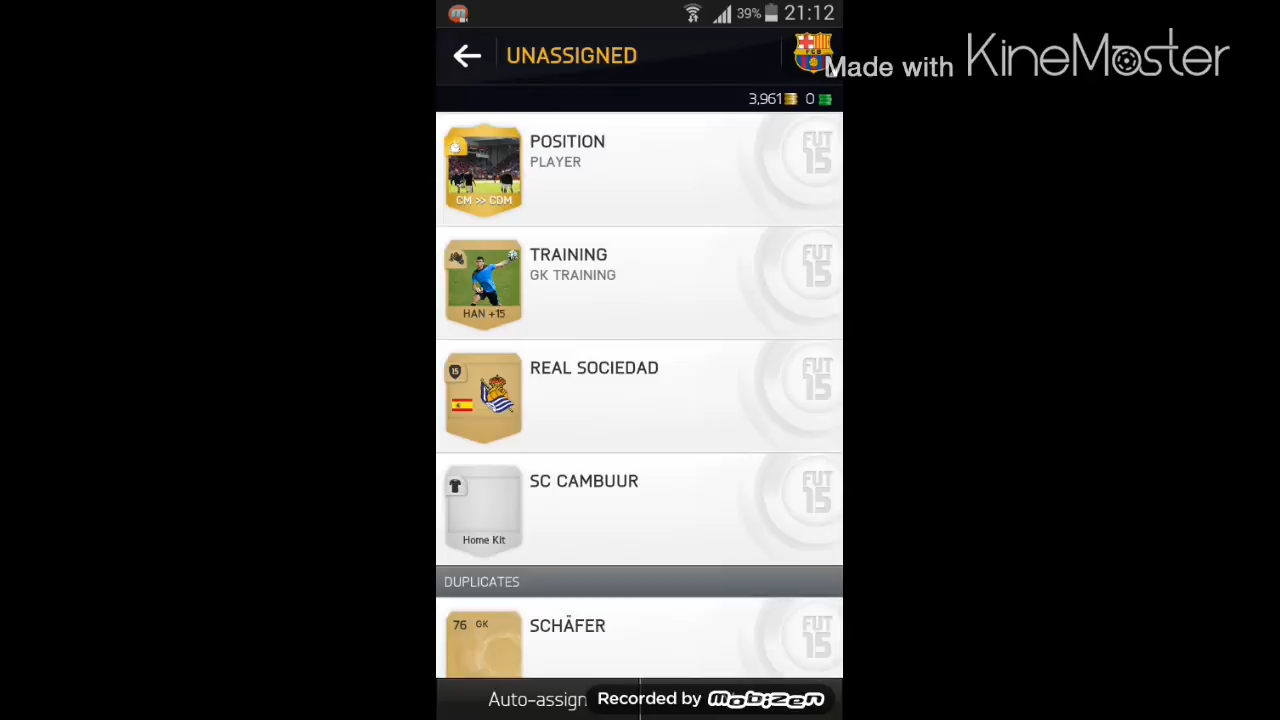 39% 21:12
UNASSIGNED
Made with KINEMASTER
3,961 0
POSITION
PLAYER
CM >> CDM
FUT
15
TRAINING
GK TRAINING
HAN +15
FUT
15
15
REAL SOCIEDAD
FUT
15
SC CAMBUUR
Home Kit
FUT
15
DUPLICATES
76 GK
SCHÄFER
FUT
15
Auto-assign
Recorded by mobizen